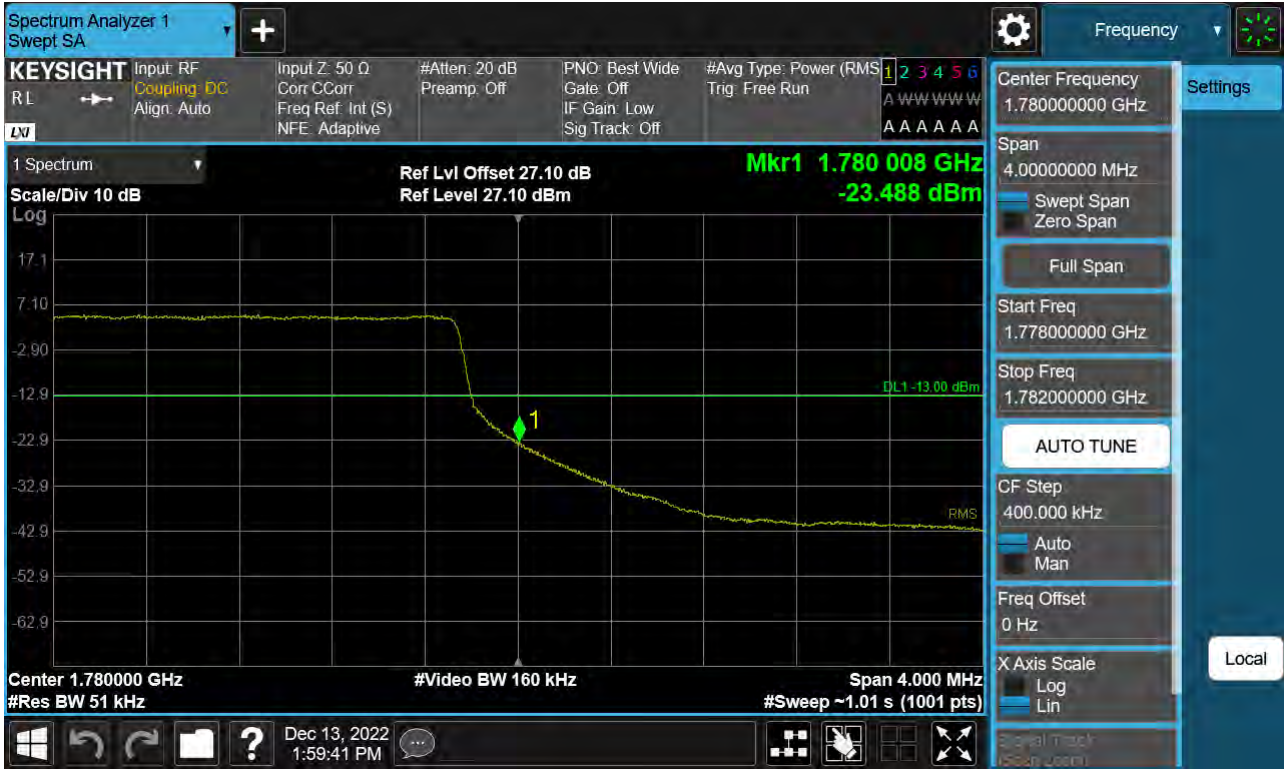 Spectrum Analyzer 1
Swept SA
+
Frequency
KEYSIGHT
RL
LXI
Input: RF
Coupling: DC
Align: Auto
Input Z: 50 Ω
Corr CCorr
Freq Ref: Int (S)
NFE: Adaptive
#Atten: 20 dB
Preamp: Off
PNO: Best Wide
Gate: Off
IF Gain: Low
Sig Track: Off
#Avg Type: Power (RMS
Trig: Free Run
1 2 3 4 5 6
A W W W W W
A A A A A A
1 Spectrum
Scale/Div 10 dB
Log
Ref Lvl Offset 27.10 dB
Ref Level 27.10 dBm
Mkr1 1.780 008 GHz
-23.488 dBm
17.1
7.10
-2.90
-12.9
-22.9
-32.9
-42.9
-52.9
-62.9
DL1 -13.00 dBm
1
RMS
Center 1.780000 GHz
#Video BW 160 kHz
Span 4.000 MHz
#Res BW 51 kHz
#Sweep ~1.01 s (1001 pts)
Center Frequency
1.780000000 GHz
Settings
Span
4.00000000 MHz
Swept Span
Zero Span
Full Span
Start Freq
1.778000000 GHz
Stop Freq
1.782000000 GHz
AUTO TUNE
CF Step
400.000 kHz
Auto
Man
Freq Offset
0 Hz
X Axis Scale
Log
Lin
Local
Signal Track
(Span Zoom)
?
Dec 13, 2022
1:59:41 PM